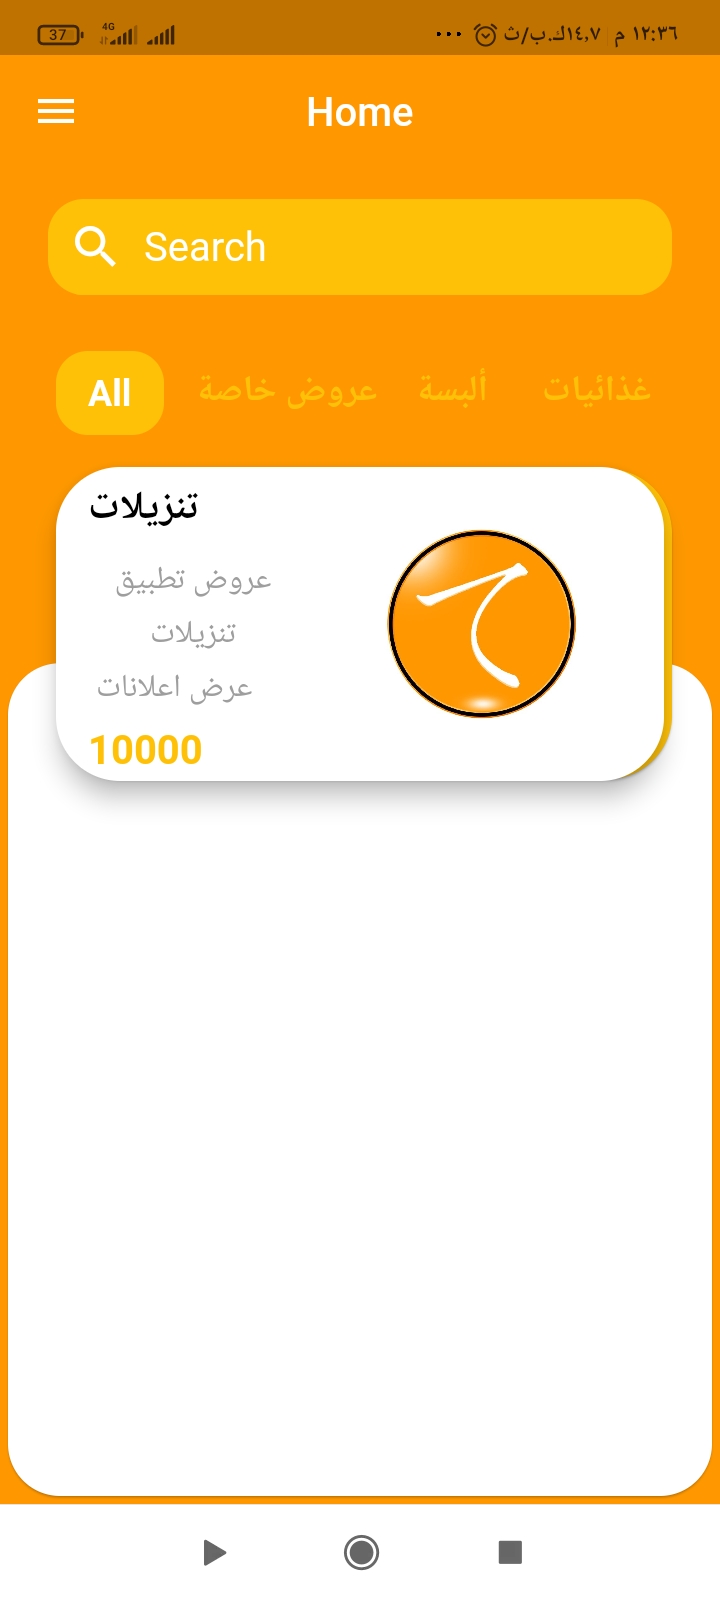 37 4G ١٤,٧ك.ب/ث ١٢:٣٦ م
Home
Search
All عروض خاصة ألبسة غذائيات
تنزيلات
عروض تطبيق
تنزيلات
عرض اعلانات
10000